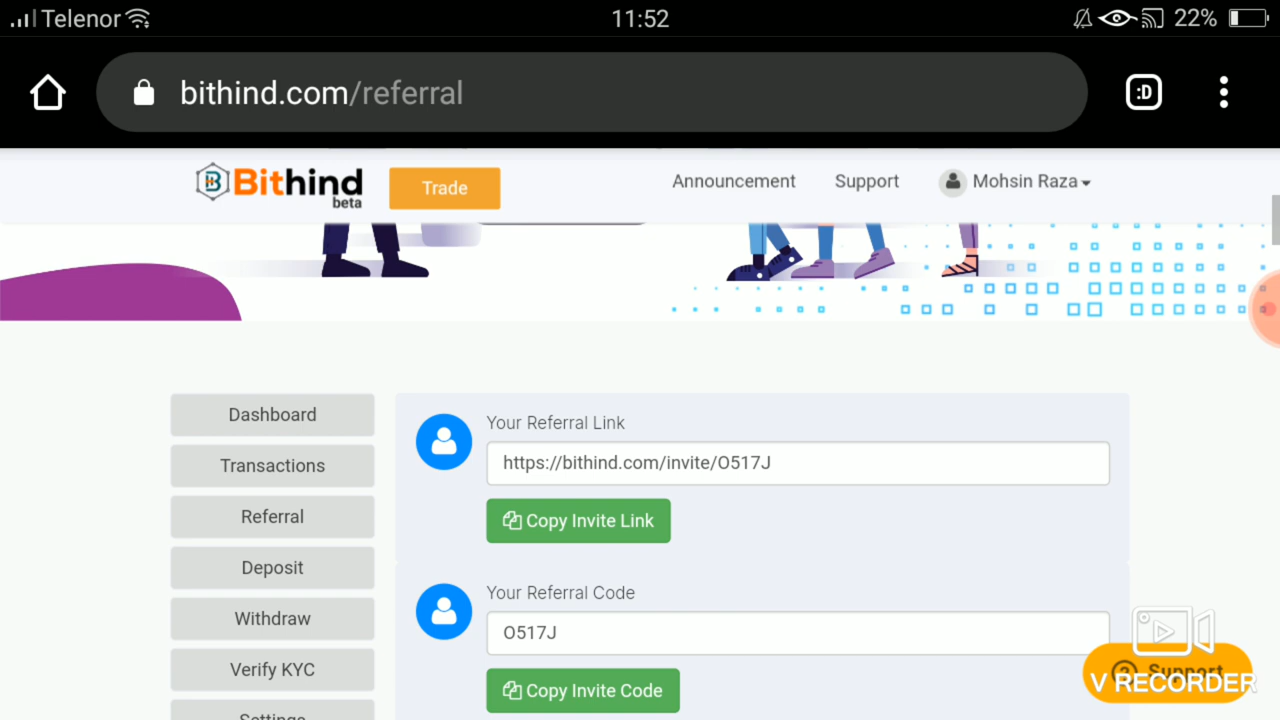 Telenor 11:52 22%
bithind.com/referral :D
Bithind beta Trade Announcement Support Mohsin Raza
Dashboard
Transactions
Referral
Deposit
Withdraw
Verify KYC
Settings
Your Referral Link
https://bithind.com/invite/O517J
Copy Invite Link
Your Referral Code
O517J
Copy Invite Code
? Support
V RECORDER